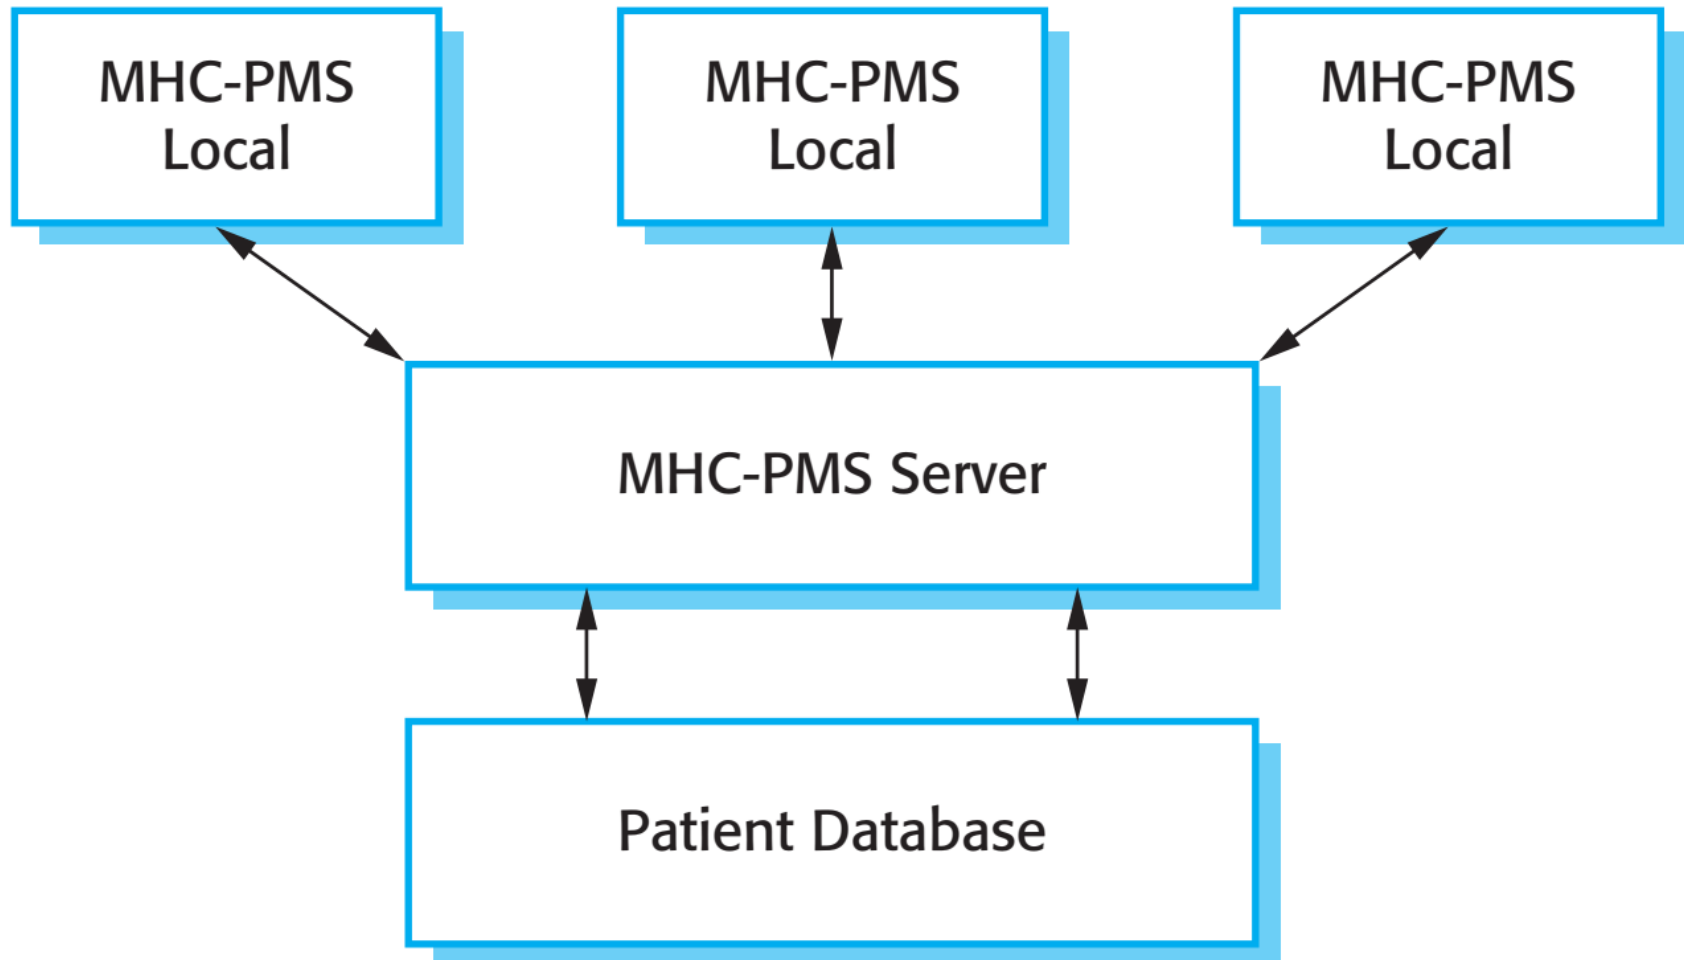 MHC-PMS
Local
MHC-PMS
Local
MHC-PMS
Local
MHC-PMS Server
Patient Database